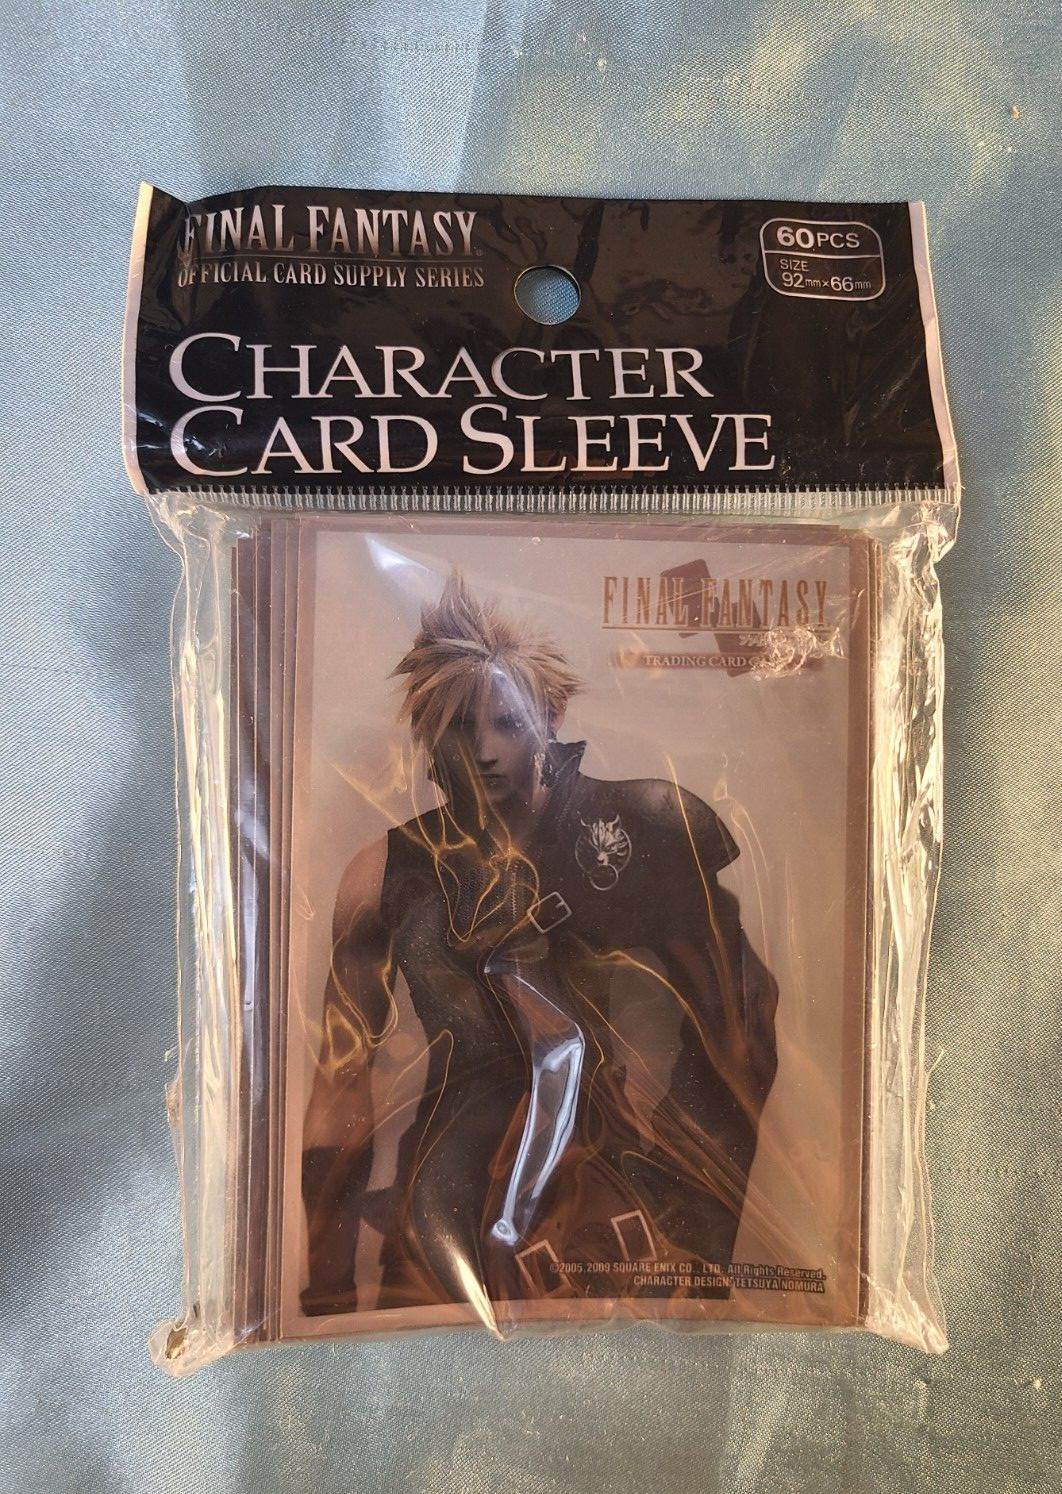 FINAL FANTASY
OFFICIAL CARD SUPPLY SERIES
60PCS
SIZE
92mm×66mm
CHARACTER
CARD SLEEVE
FINAL FANTASY
TRADING CARD
©2005,2009 SQUARE ENIX CO., LTD. All Rights Reserved.
CHARACTER DESIGN: TETSUYA NOMURA